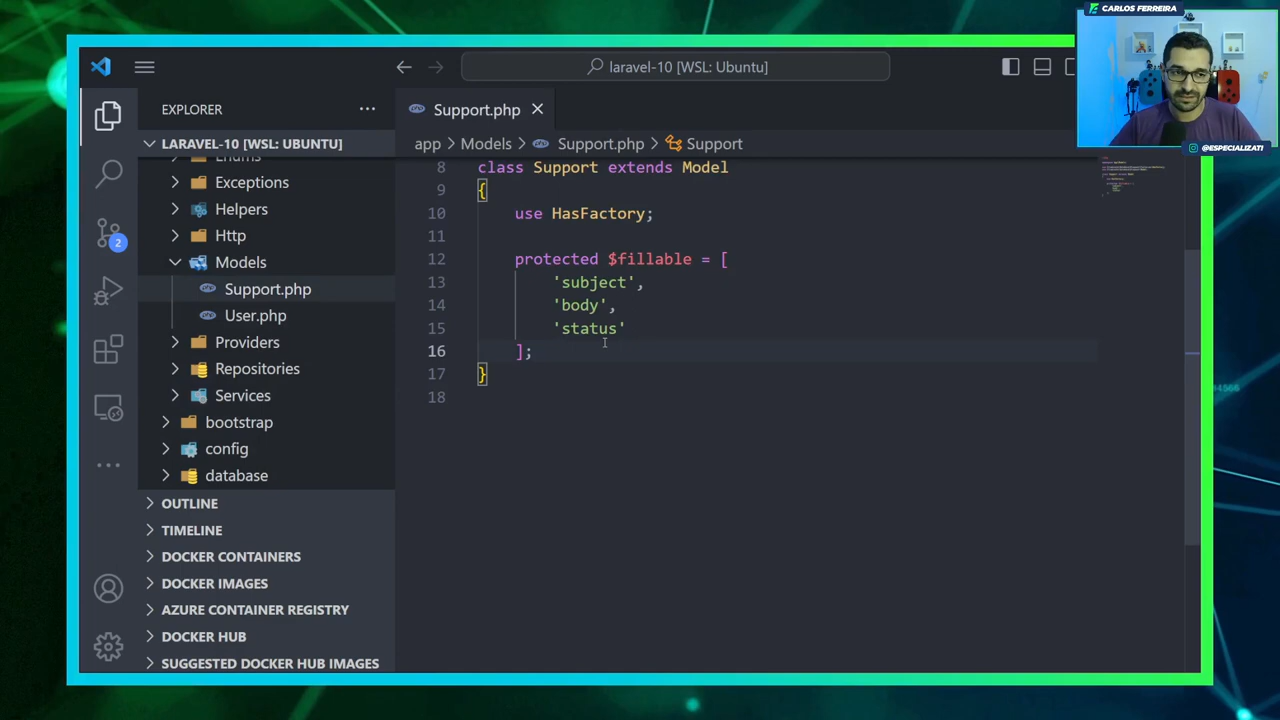 CARLOS FERREIRA
@ESPECIALIZATI
laravel-10 [WSL: Ubuntu]
EXPLORER
Support.php
LARAVEL-10 [WSL: UBUNTU]
app > Models > Support.php > Support
Enums
Exceptions
Helpers
Http
Models
Support.php
User.php
Providers
Repositories
Services
bootstrap
config
database
OUTLINE
TIMELINE
DOCKER CONTAINERS
DOCKER IMAGES
AZURE CONTAINER REGISTRY
DOCKER HUB
SUGGESTED DOCKER HUB IMAGES
2
8 class Support extends Model
9 {
10 use HasFactory;
11
12 protected $fillable = [
13 'subject',
14 'body',
15 'status'
16 ];
17 }
18